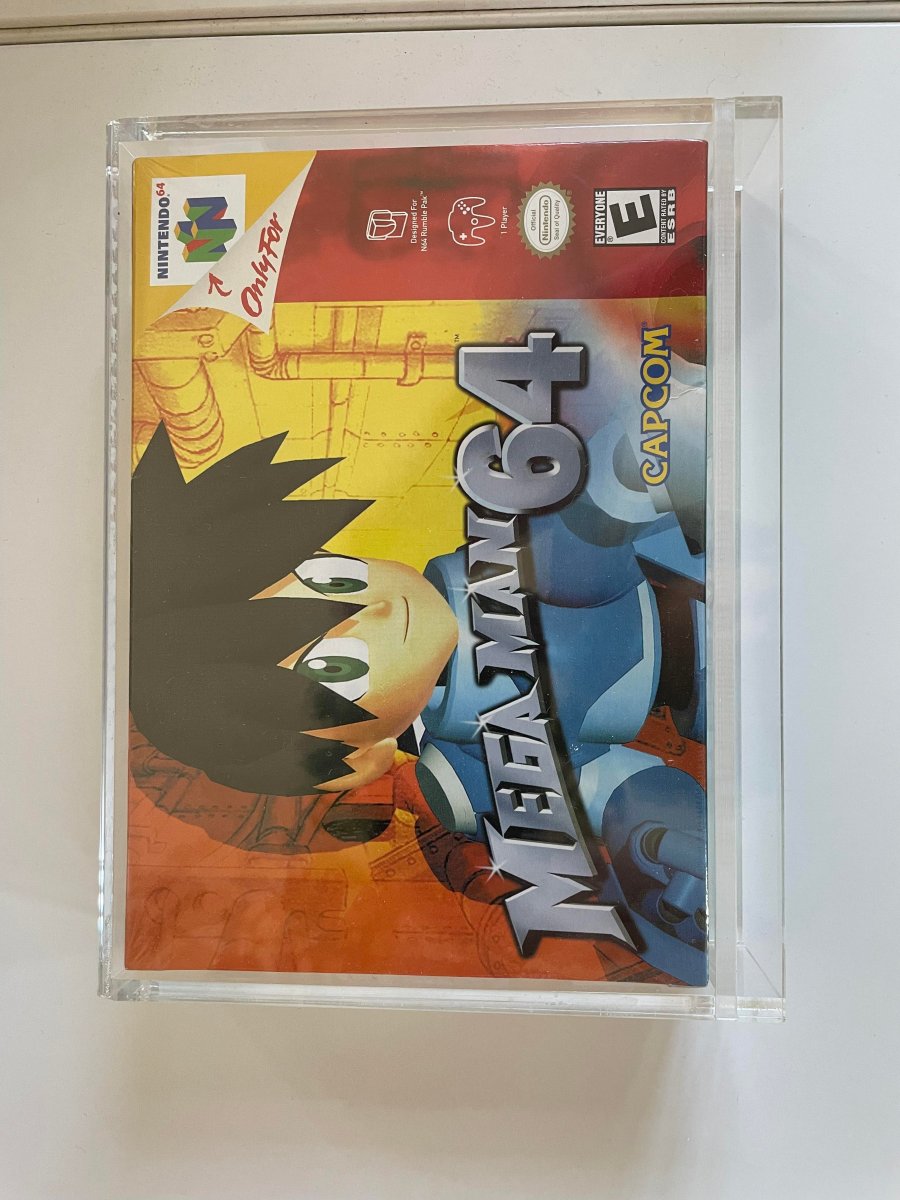 NINTENDO64
Only For
Designed For
N64 Rumble Pak™
1 Player
Official
Nintendo
Seal of Quality
®
EVERYONE
E
®
CONTENT RATED BY
ESRB
MEGA MAN 64
™
CAPCOM